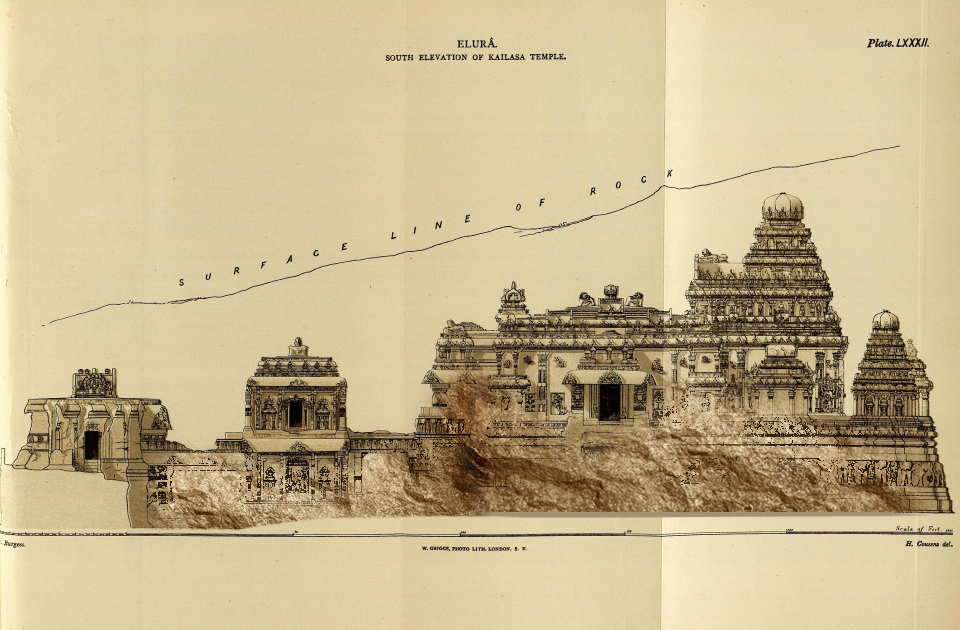 ELURÂ.
SOUTH ELEVATION OF KAILASA TEMPLE.
Plate. LXXXII.
SURFACE LINE OF ROCK
Scale of Feet.
Burgess.
W. GRIGGS, PHOTO LITH. LONDON. S. E.
H. Cousens del.